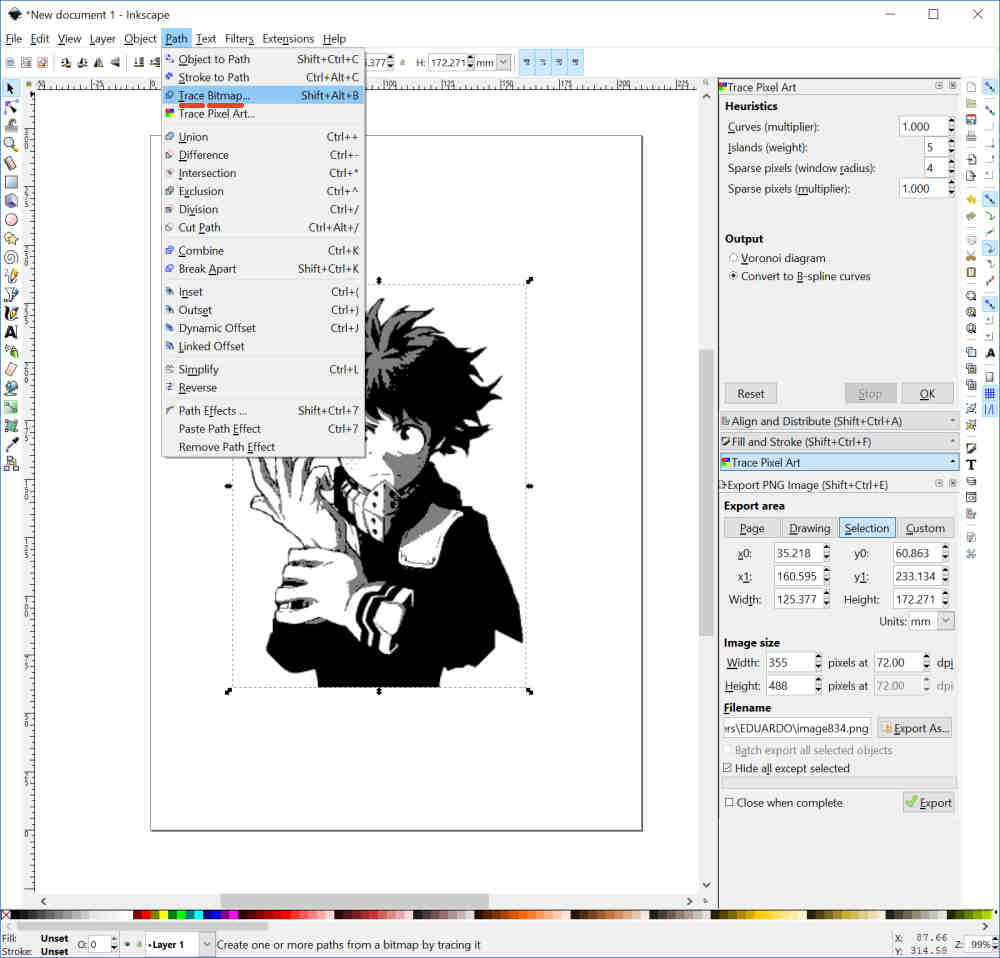 *New document 1 - Inkscape
File Edit View Layer Object Path Text Filters Extensions Help
.377 H: 172.271 mm
Object to Path Shift+Ctrl+C
Stroke to Path Ctrl+Alt+C
Trace Bitmap... Shift+Alt+B
Trace Pixel Art...
Union Ctrl++
Difference Ctrl+-
Intersection Ctrl+*
Exclusion Ctrl+^
Division Ctrl+/
Cut Path Ctrl+Alt+/
Combine Ctrl+K
Break Apart Shift+Ctrl+K
Inset Ctrl+(
Outset Ctrl+)
Dynamic Offset Ctrl+J
Linked Offset
Simplify Ctrl+L
Reverse
Path Effects ... Shift+Ctrl+7
Paste Path Effect Ctrl+7
Remove Path Effect
Trace Pixel Art
Heuristics
Curves (multiplier): 1.000
Islands (weight): 5
Sparse pixels (window radius): 4
Sparse pixels (multiplier): 1.000
Output
Voronoi diagram
Convert to B-spline curves
Reset Stop OK
Align and Distribute (Shift+Ctrl+A)
Fill and Stroke (Shift+Ctrl+F)
Trace Pixel Art
Export PNG Image (Shift+Ctrl+E)
Export area
Page Drawing Selection Custom
x0: 35.218 y0: 60.863
x1: 160.595 y1: 233.134
Width: 125.377 Height: 172.271
Units: mm
Image size
Width: 355 pixels at 72.00 dpi
Height: 488 pixels at 72.00 dpi
Filename
ers\EDUARDO\image834.png Export As...
Batch export all selected objects
Hide all except selected
Close when complete Export
Fill: Unset
Stroke: Unset
O: 0 Layer 1 Create one or more paths from a bitmap by tracing it
X: 87.66
Y: 314.58
Z: 99%